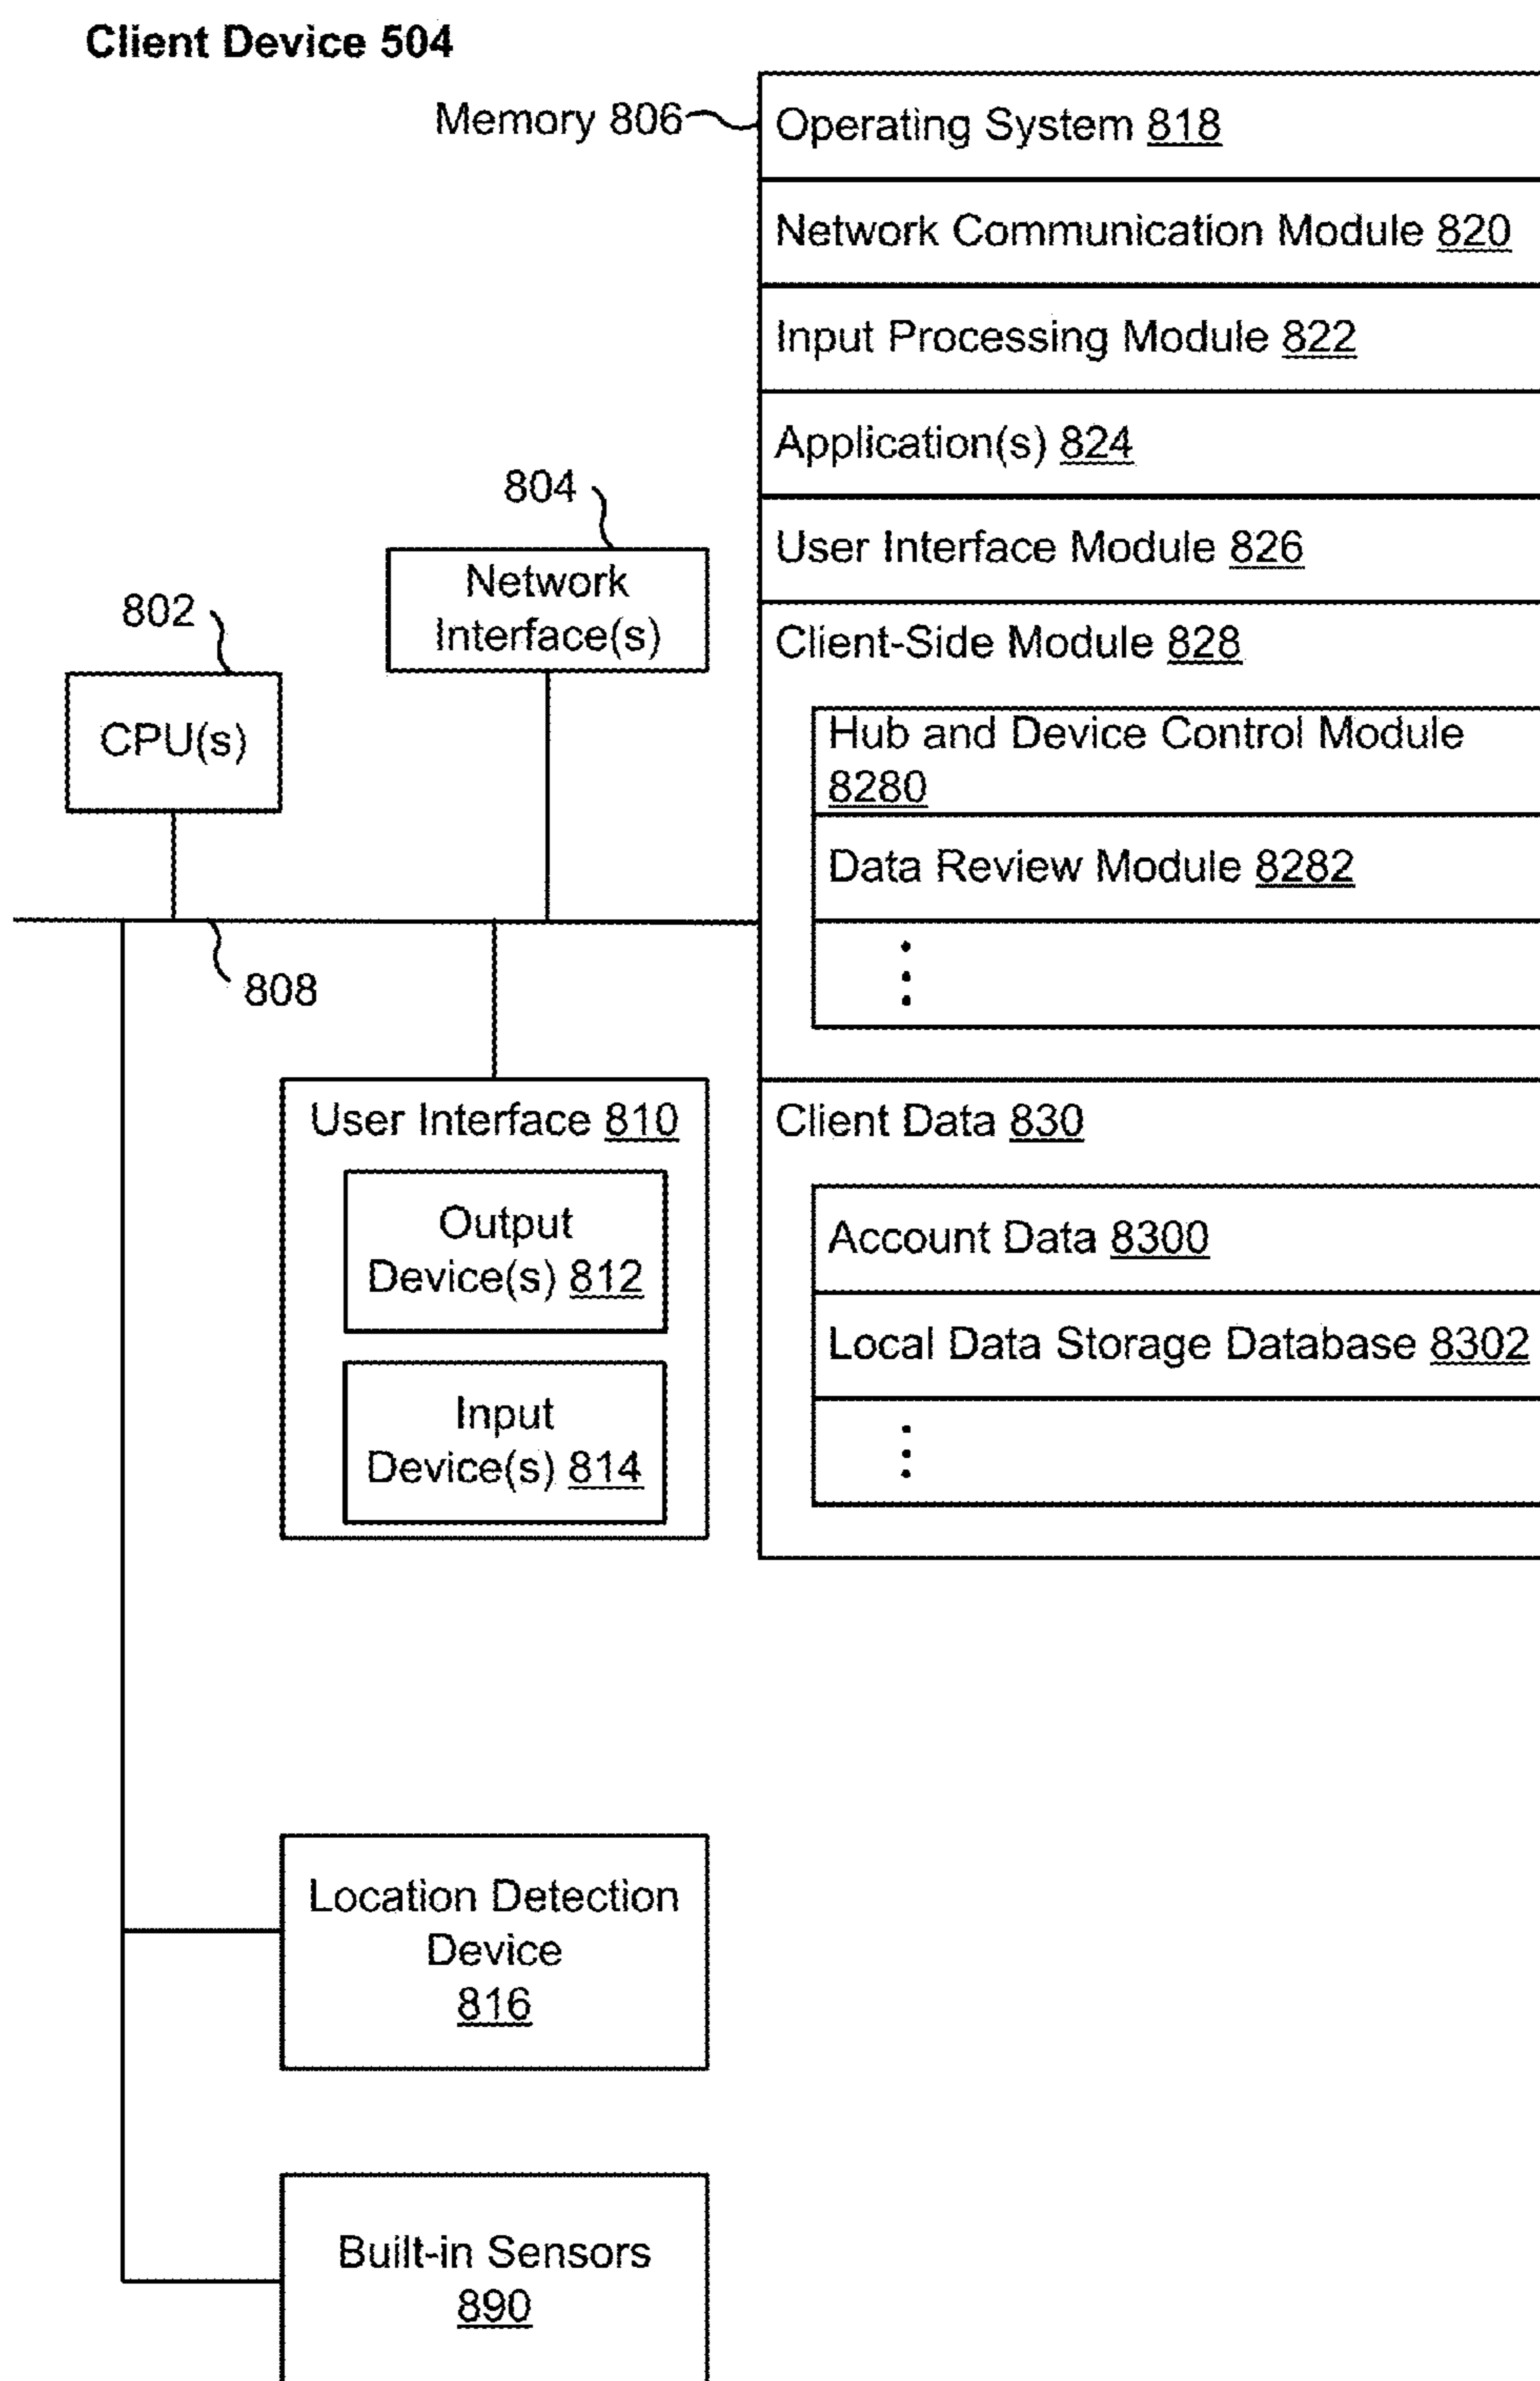 Client Device 504
Memory 806
Operating System 818
Network Communication Module 820
Input Processing Module 822
Application(s) 824
User Interface Module 826
Client-Side Module 828
Hub and Device Control Module
8280
Data Review Module 8282
Client Data 830
Account Data 8300
Local Data Storage Database 8302
804
Network
Interface(s)
802
CPU(s)
808
User Interface 810
Output
Device(s) 812
Input
Device(s) 814
Location Detection
Device
816
Built-in Sensors
890